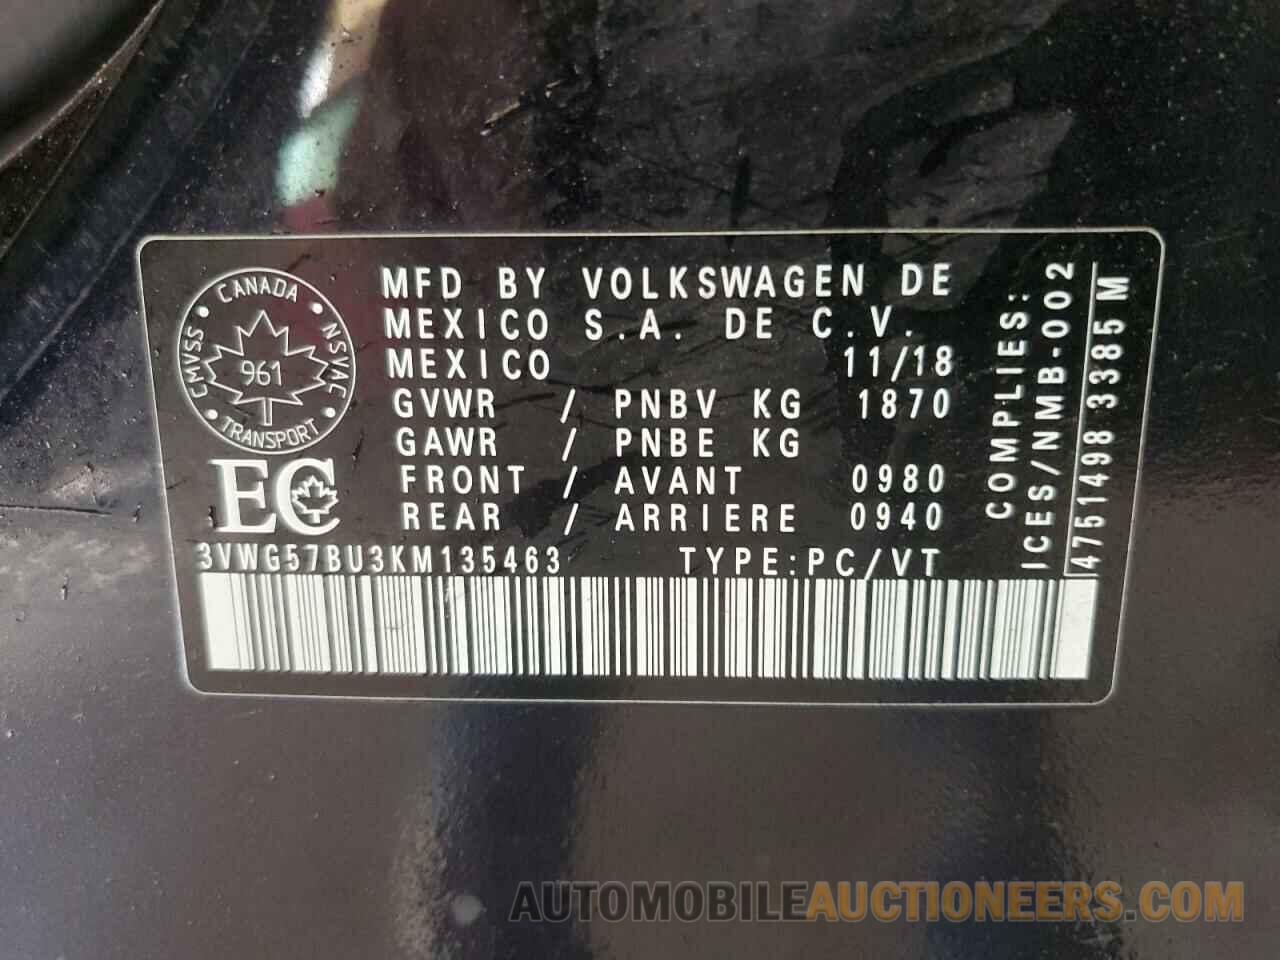 MFD BY VOLKSWAGEN DE
MEXICO S.A. DE C.V.
MEXICO 11/18
GVWR / PNBV KG 1870
GAWR / PNBE KG
FRONT / AVANT 0980
REAR / ARRIERE 0940
3VWG57BU3KM135463 TYPE:PC/VT
CANADA
CMVSS
NSVAC
961
TRANSPORT
EC
COMPLIES:
ICES/NMB-002
4751498 3385 M
AUTOMOBILEAUCTIONEERS.COM